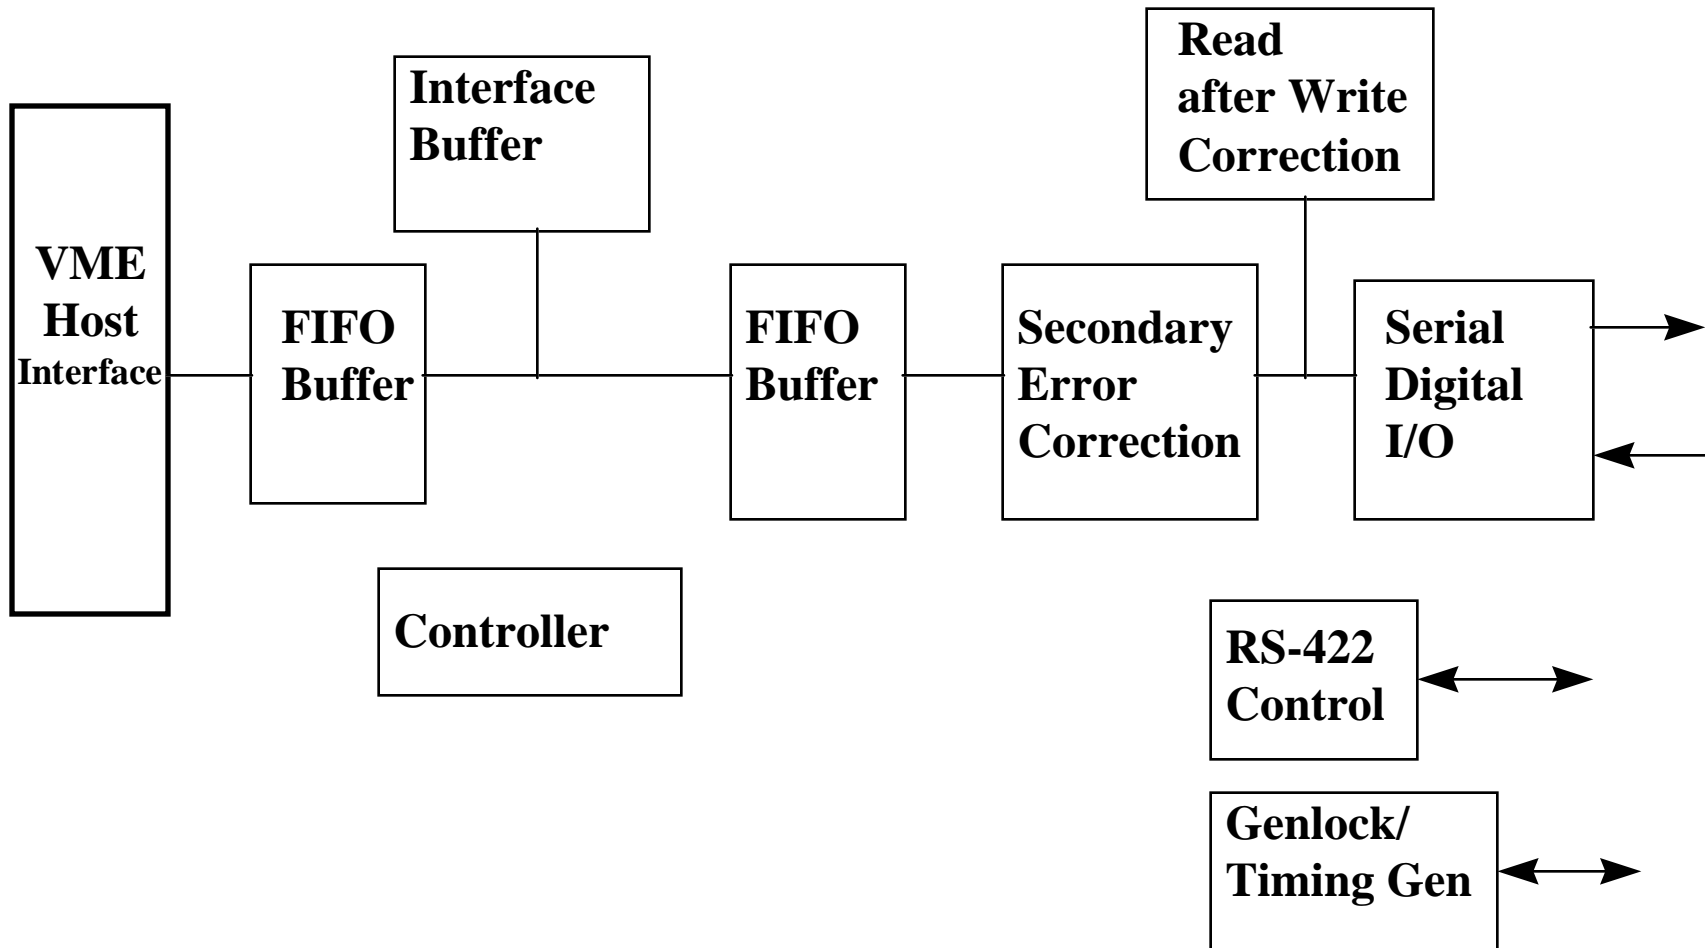 Read
after Write
Correction
Interface
Buffer
VME
Host
Interface
FIFO
Buffer
FIFO
Buffer
Secondary
Error
Correction
Serial
Digital
I/O
Controller
RS-422
Control
Genlock/
Timing Gen